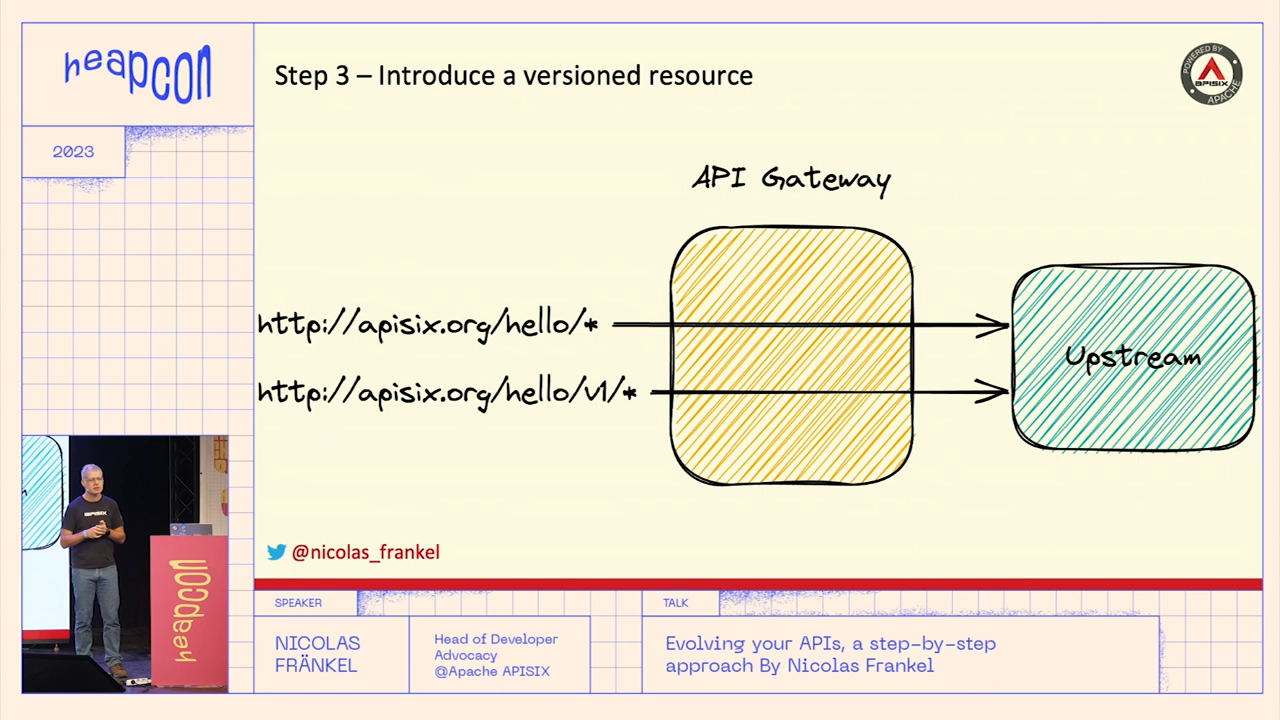 heapcon
2023
Step 3 – Introduce a versioned resource
POWERED BY
APISIX
APACHE
API Gateway
http://apisix.org/hello/*
http://apisix.org/hello/v1/*
Upstream
@nicolas_frankel
APISIX
heapcon
SPEAKER
NICOLAS
FRÄNKEL
Head of Developer
Advocacy
@Apache APISIX
TALK
Evolving your APIs, a step-by-step
approach By Nicolas Frankel